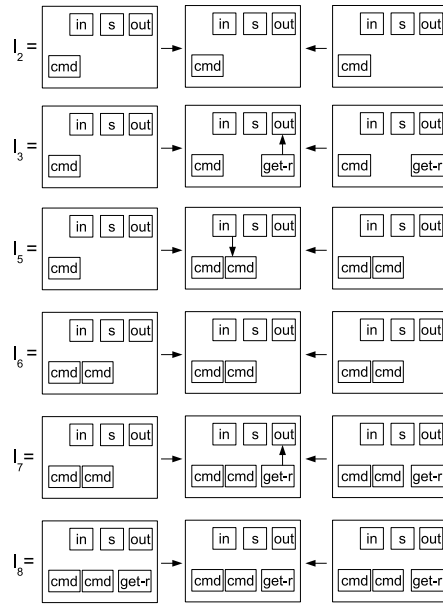 in s out in s out in s out
I2 =
cmd cmd cmd
in s out in s out in s out
I3 =
cmd cmd get-r cmd get-r
in s out in s out in s out
I5 =
cmd cmd cmd cmd cmd
in s out in s out in s out
I6 =
cmd cmd cmd cmd cmd cmd
in s out in s out in s out
I7 =
cmd cmd cmd cmd get-r cmd cmd get-r
in s out in s out in s out
I8 =
cmd cmd get-r cmd cmd get-r cmd cmd get-r